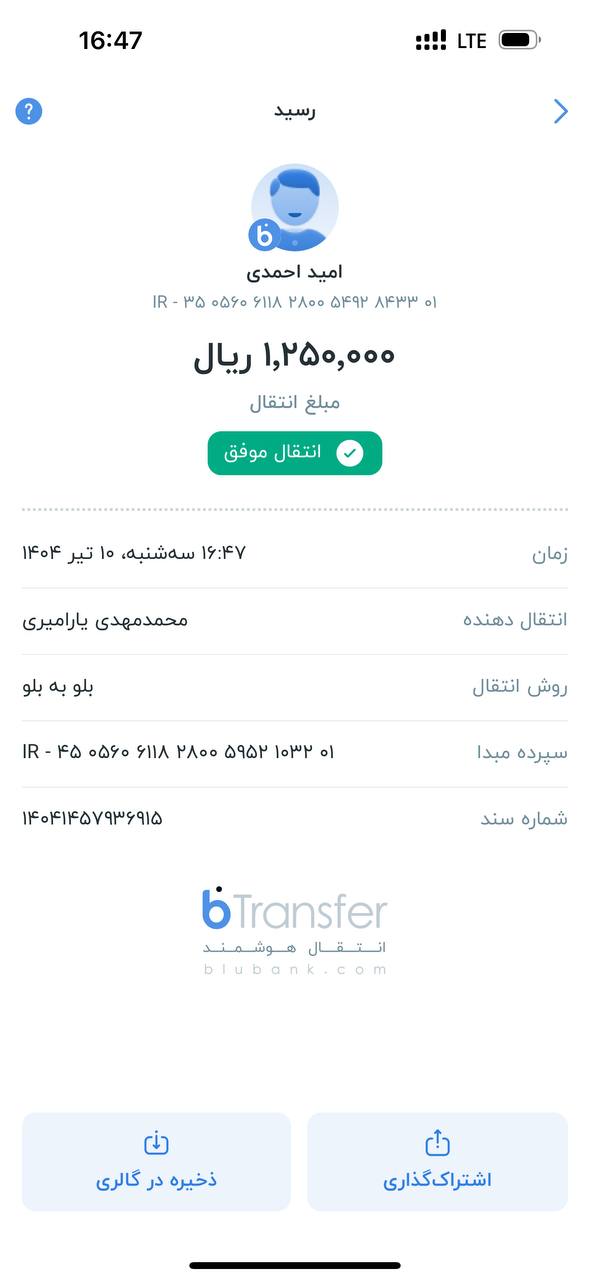 16:47
LTE
رسید
?
امید احمدی
IR - ۳۵ ۰۵۶۰ ۶۱۱۸ ۲۸۰۰ ۵۴۹۲ ۸۴۳۳ ۰۱
۱,۲۵۰,۰۰۰ ریال
مبلغ انتقال
انتقال موفق
زمان ۱۶:۴۷ سه‌شنبه، ۱۰ تیر ۱۴۰۴
انتقال دهنده محمدمهدی یارامیری
روش انتقال بلو به بلو
سپرده مبدا IR - ۴۵ ۰۵۶۰ ۶۱۱۸ ۲۸۰۰ ۵۹۵۲ ۱۰۳۲ ۰۱
شماره سند ۱۴۰۴۱۴۵۷۹۳۶۹۱۵
bTransfer
انـتـقـال هـوشـمـنـد
blubank.com
اشتراک‌گذاری
ذخیره در گالری